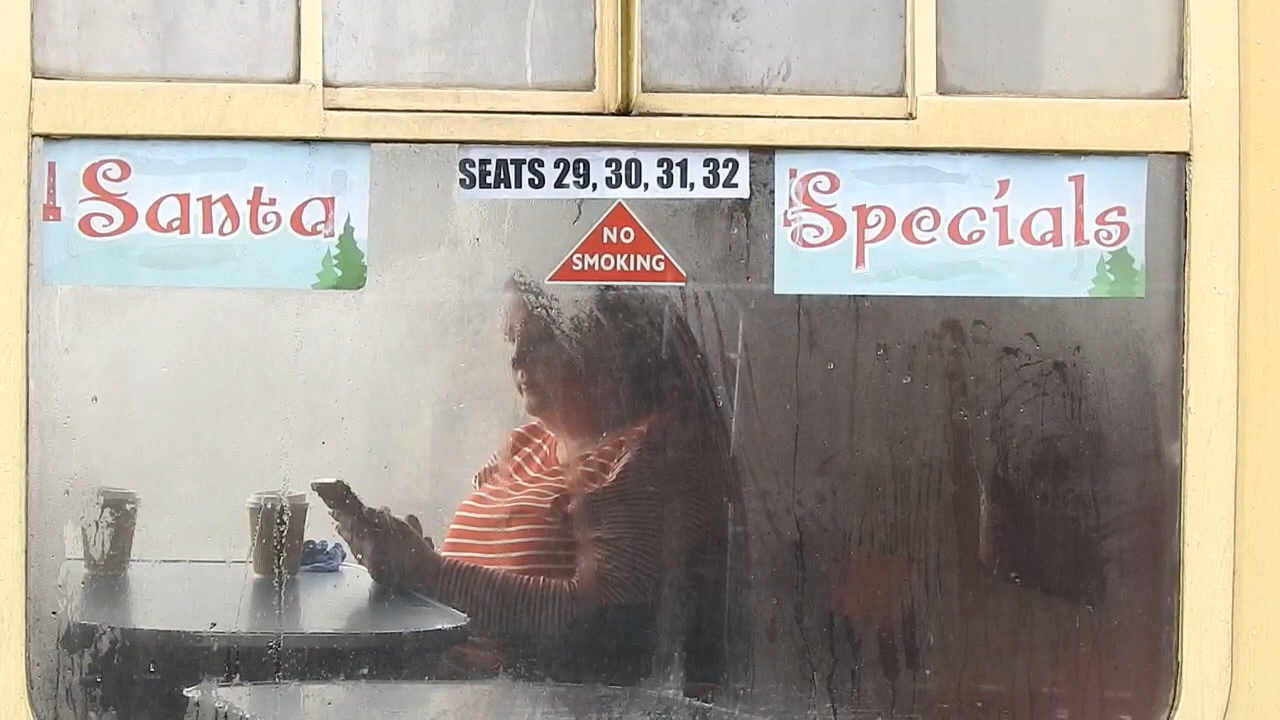 Santa
SEATS 29, 30, 31, 32
NO
SMOKING
Specials